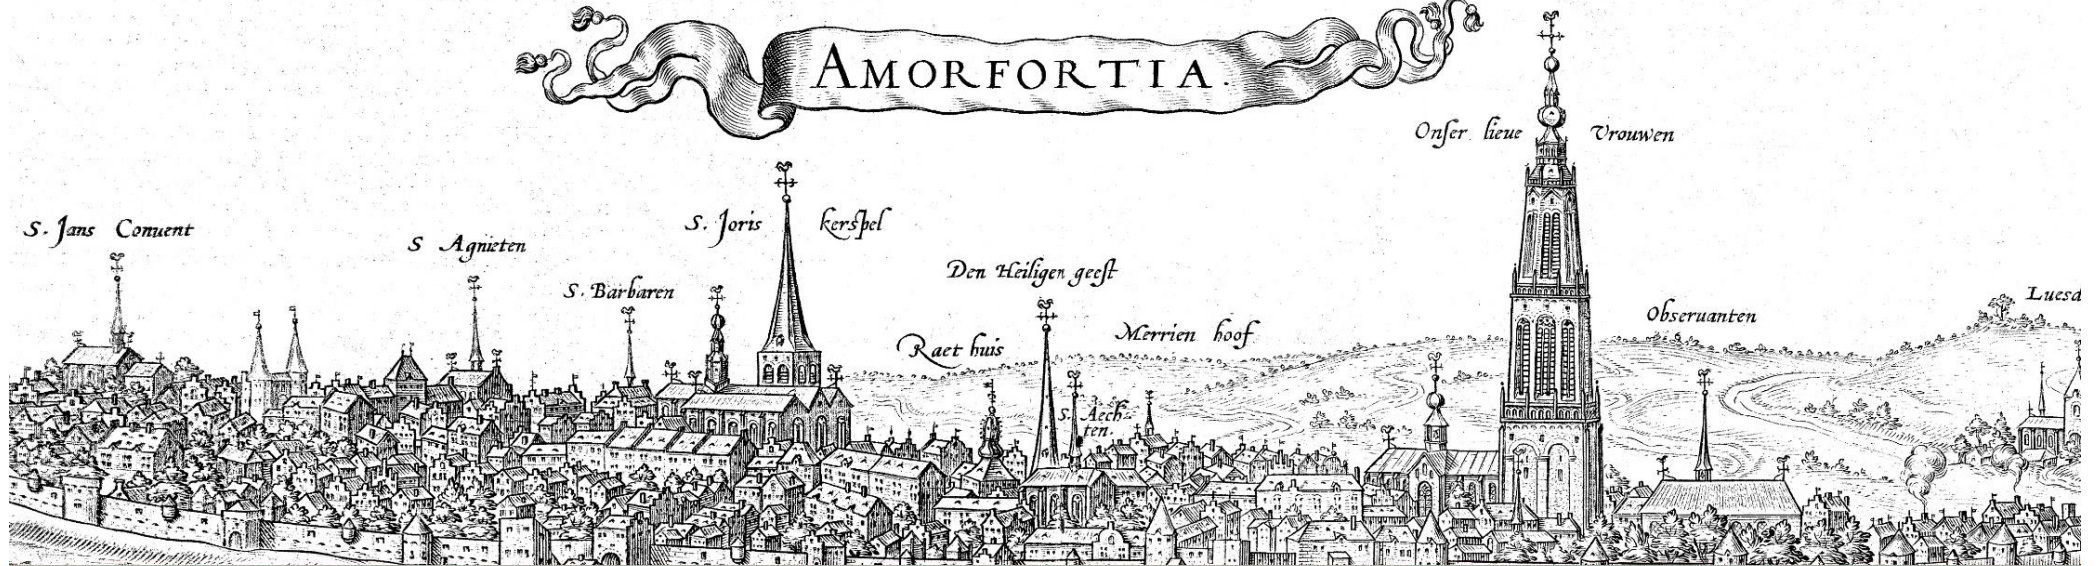 AMORFORTIA.
Onser lieue Vrouwen
S. Jans Conuent
S Agnieten
S. Joris kerspel
S. Barbaren
Den Heiligen geest
Raet huis
Merrien hoof
Obseruanten
Luesd
S. Aech-
ten.